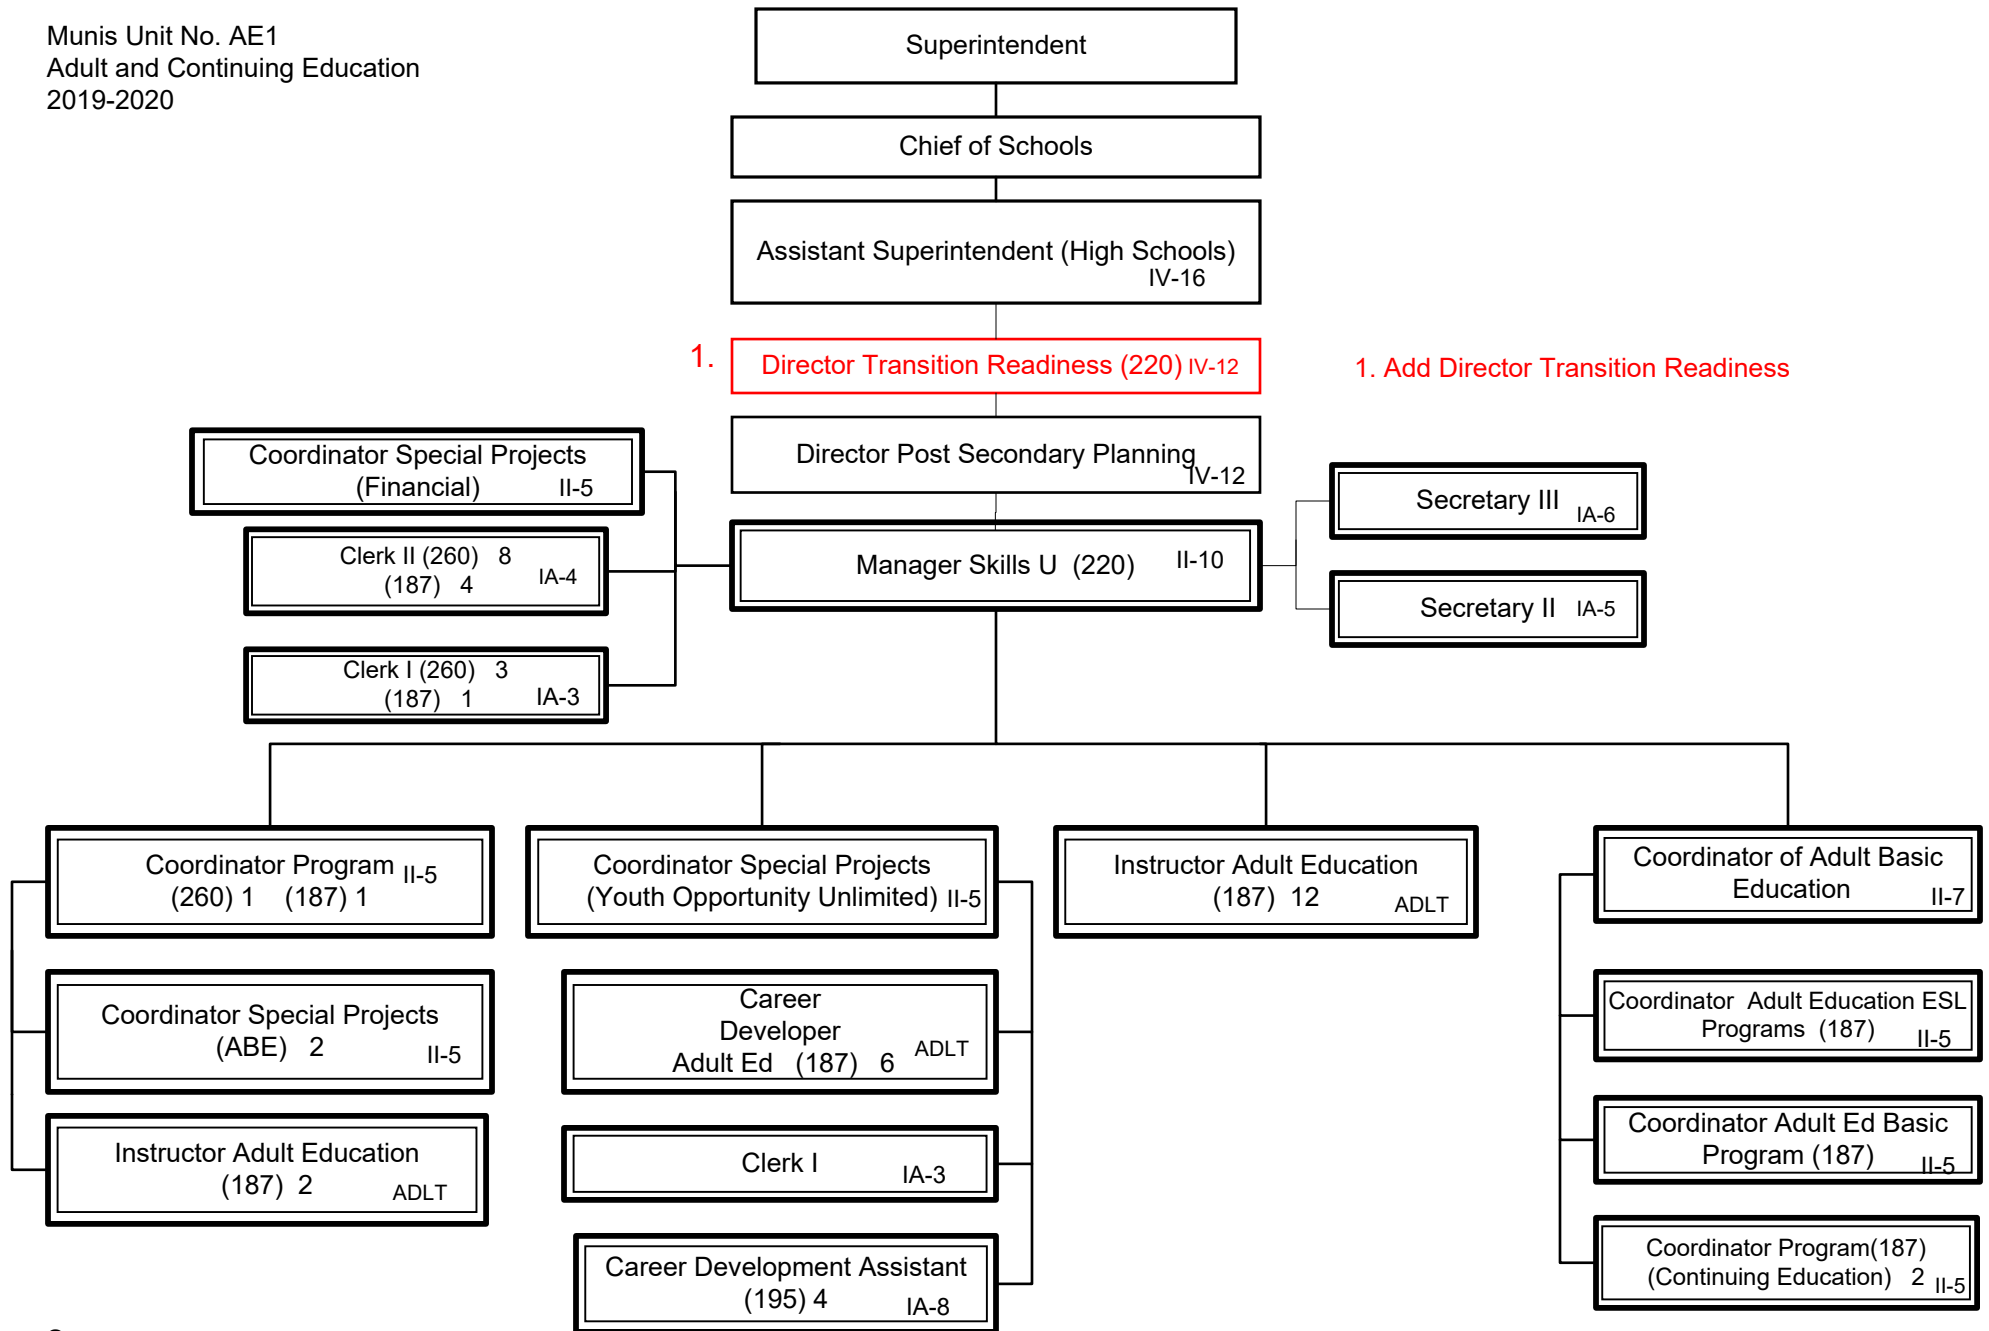 Munis Unit No. AE1
Adult and Continuing Education
2019-2020
Superintendent
Chief of Schools
Assistant Superintendent (High Schools)
IV-16
1.
Director Transition Readiness (220) IV-12
1. Add Director Transition Readiness
Director Post Secondary Planning
IV-12
Coordinator Special Projects
(Financial) II-5
Clerk II (260) 8
(187) 4
IA-4
Clerk I (260) 3
(187) 1
IA-3
Manager Skills U (220) II-10
Secretary III IA-6
Secretary II IA-5
Coordinator Program II-5
(260) 1 (187) 1
Coordinator Special Projects
(ABE) 2 II-5
Instructor Adult Education
(187) 2 ADLT
Coordinator Special Projects
(Youth Opportunity Unlimited) II-5
Career
Developer
Adult Ed (187) 6 ADLT
Clerk I IA-3
Career Development Assistant
(195) 4 IA-8
Instructor Adult Education
(187) 12 ADLT
Coordinator of Adult Basic
Education II-7
Coordinator Adult Education ESL
Programs (187) II-5
Coordinator Adult Ed Basic
Program (187) II-5
Coordinator Program(187)
(Continuing Education) 2 II-5